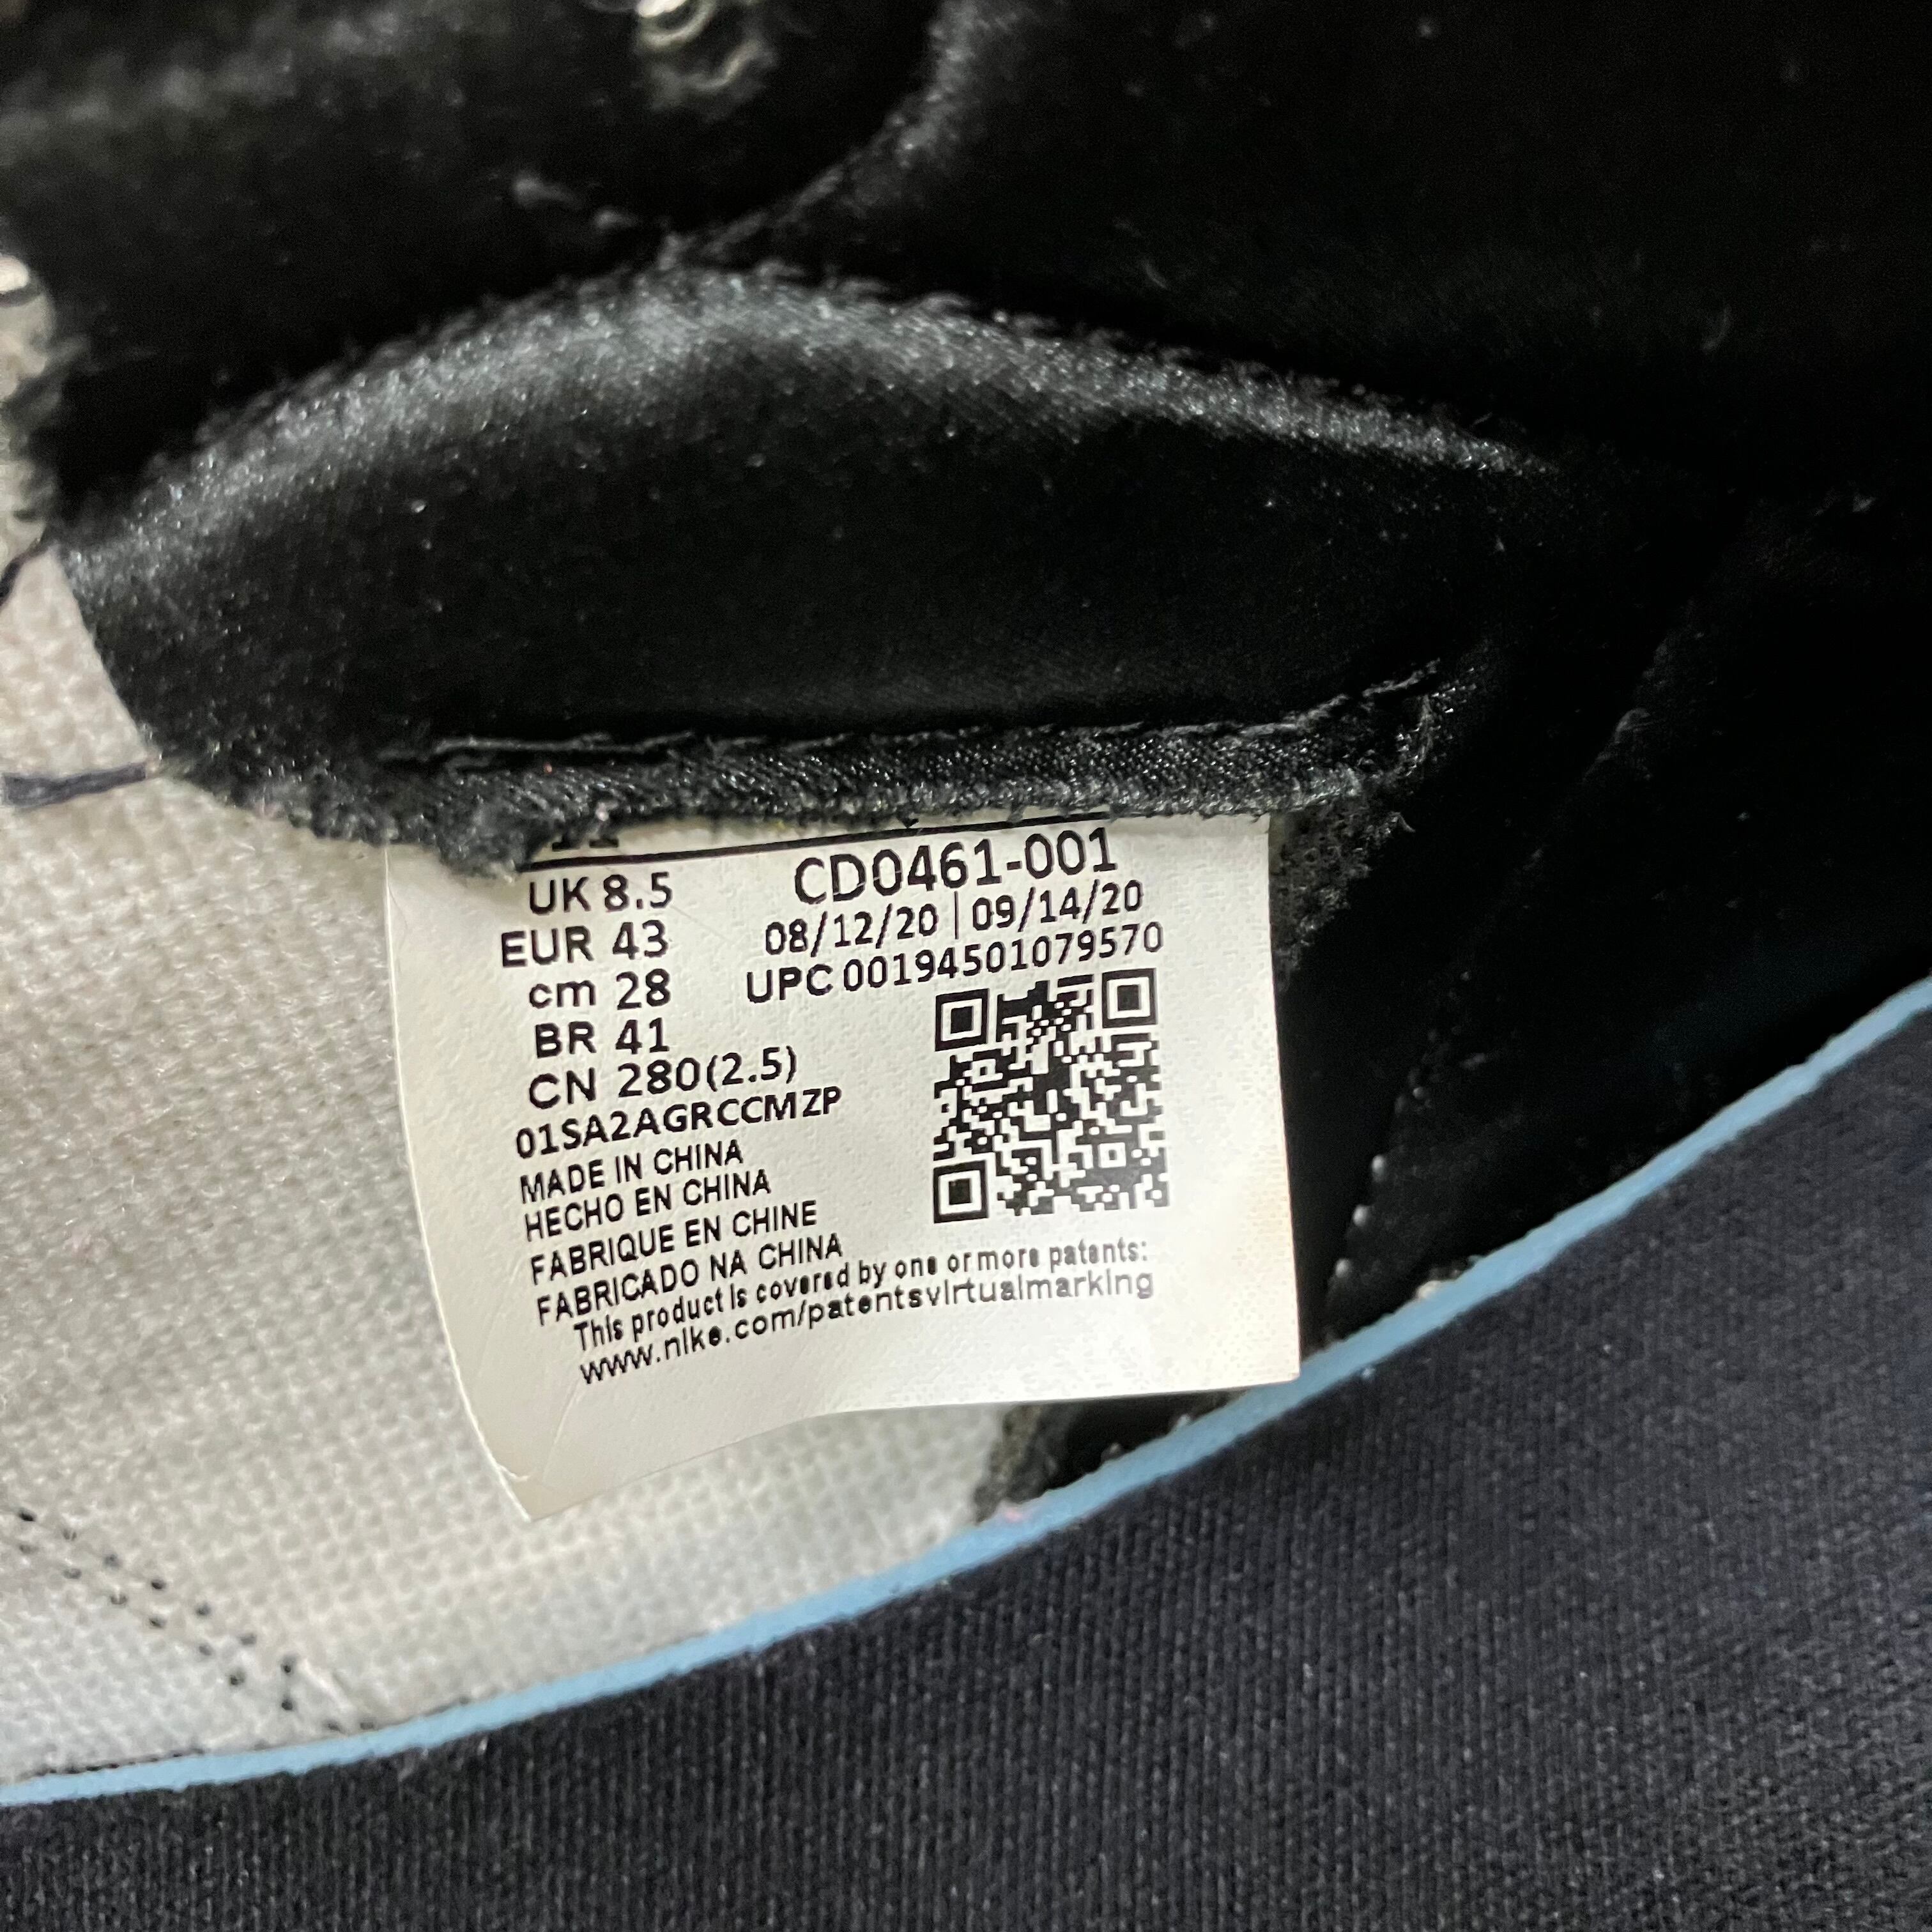 11
UK 8.5
EUR 43
cm 28
BR 41
CN 280(2.5)
CD0461-001
08/12/20 | 09/14/20
UPC 00194501079570
01SA2AGRCCMZP
MADE IN CHINA
HECHO EN CHINA
FABRIQUE EN CHINE
FABRICADO NA CHINA
This product is covered by one or more patents:
www.nike.com/patentsvirtualmarking